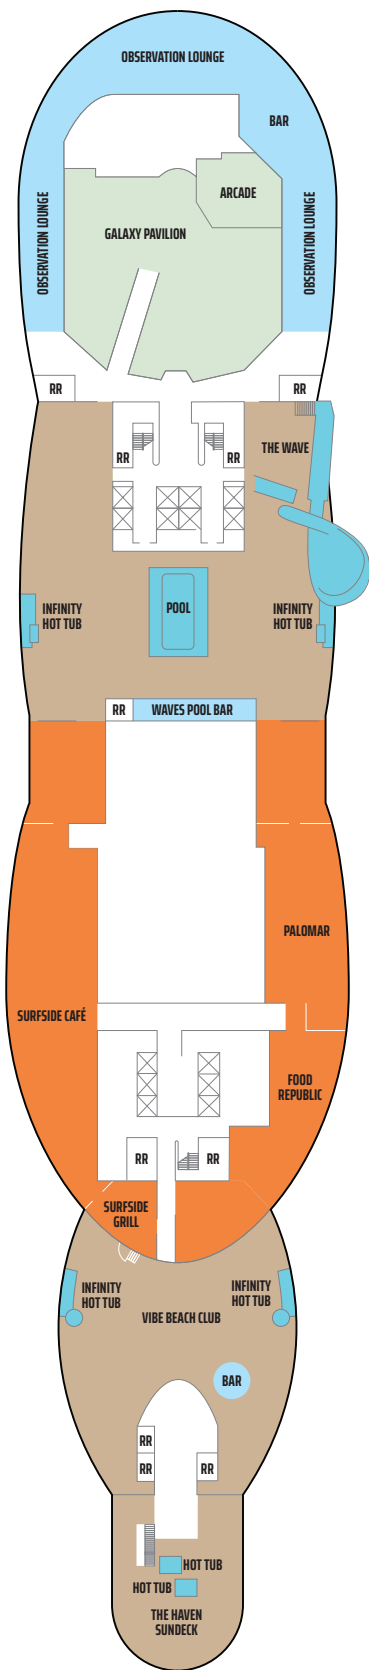 OBSERVATION LOUNGE
BAR
ARCADE
GALAXY PAVILION
OBSERVATION LOUNGE
OBSERVATION LOUNGE
RR
RR
THE WAVE
RR
RR
INFINITY
HOT TUB
POOL
INFINITY
HOT TUB
RR
WAVES POOL BAR
PALOMAR
SURFSIDE CAFÉ
FOOD
REPUBLIC
RR
RR
SURFSIDE
GRILL
INFINITY
HOT TUB
INFINITY
HOT TUB
VIBE BEACH CLUB
BAR
RR
RR
RR
HOT TUB
HOT TUB
THE HAVEN
SUNDECK